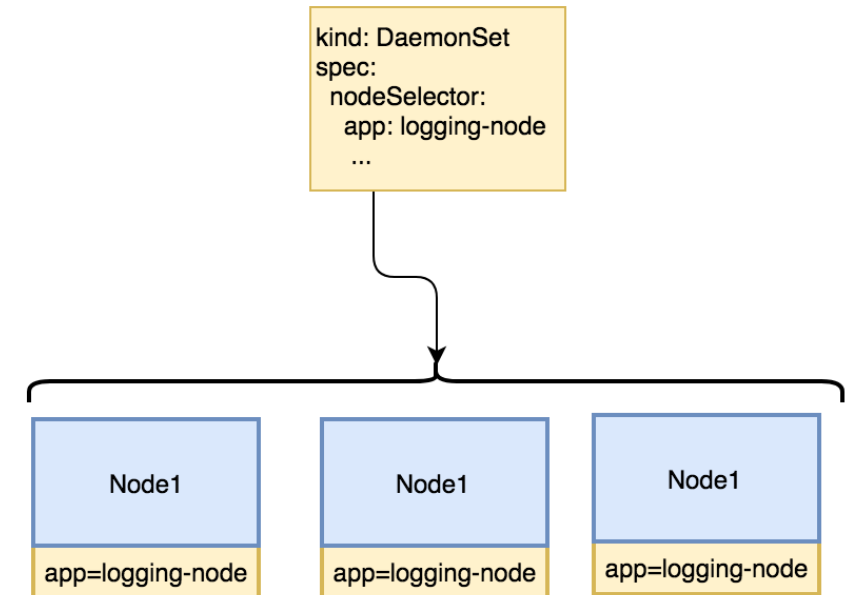 kind: DaemonSet
spec:
  nodeSelector:
    app: logging-node
     ...
Node1
Node1
Node1
app=logging-node
app=logging-node
app=logging-node